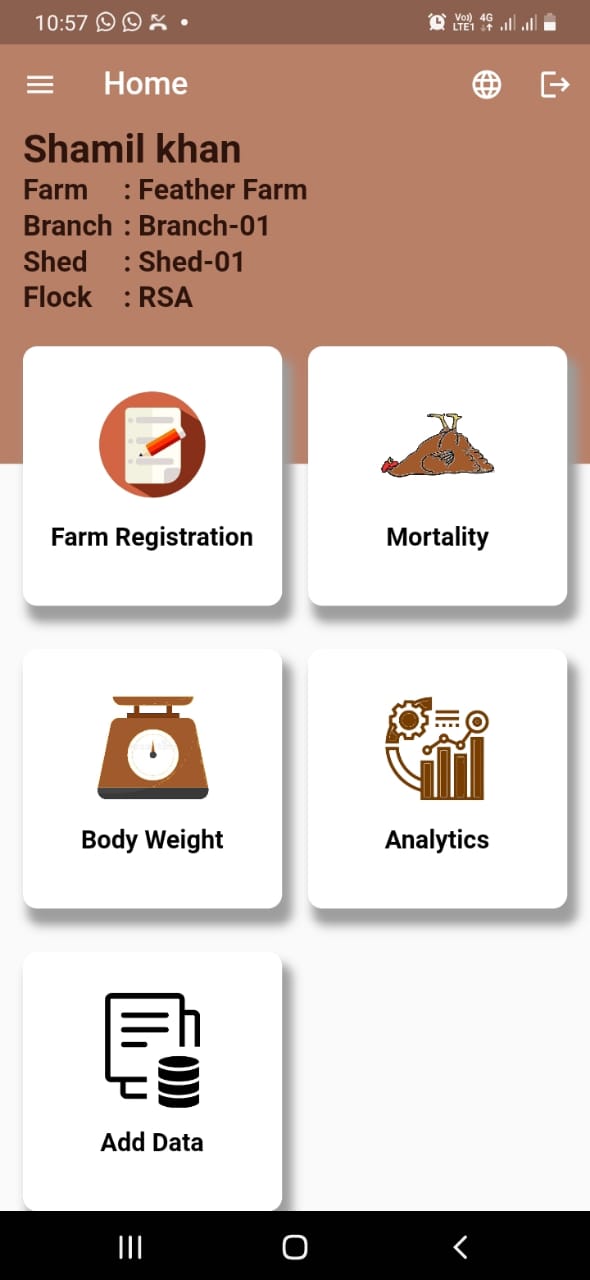 10:57
Vo)) 4G
LTE1
Home
Shamil khan
Farm : Feather Farm
Branch : Branch-01
Shed : Shed-01
Flock : RSA
Farm Registration
Mortality
Body Weight
Analytics
Add Data